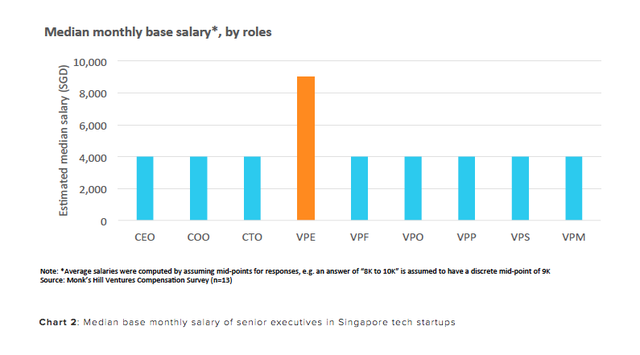 Median monthly base salary*, by roles
Estimated median salary (SGD)
10,000
8,000
6,000
4,000
2,000
0
CEO COO CTO VPE VPF VPO VPP VPS VPM
Note: *Average salaries were computed by assuming mid-points for responses, e.g. an answer of "8K to 10K" is assumed to have a discrete mid-point of 9K
Source: Monk's Hill Ventures Compensation Survey (n=13)
Chart 2: Median base monthly salary of senior executives in Singapore tech startups